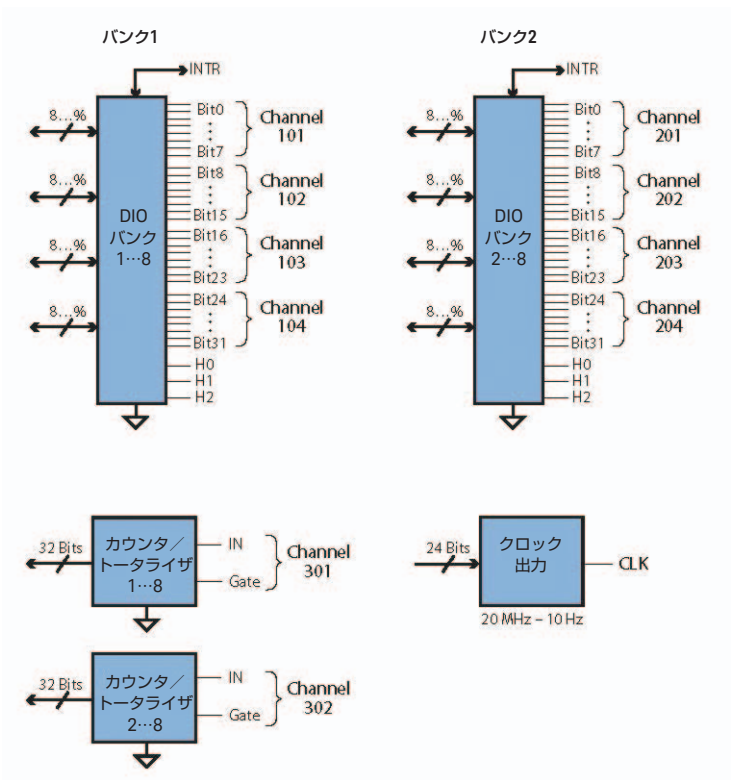 バンク1
INTR
8...%
8...%
8...%
8...%
DIO
バンク
1…8
Bit0
Bit7
Channel
101
Bit8
Bit15
Channel
102
Bit16
Bit23
Channel
103
Bit24
Bit31
Channel
104
H0
H1
H2
バンク2
INTR
8...%
8...%
8...%
8...%
DIO
バンク
2…8
Bit0
Bit7
Channel
201
Bit8
Bit15
Channel
202
Bit16
Bit23
Channel
203
Bit24
Bit31
Channel
204
H0
H1
H2
32 Bits
カウンタ／
トータライザ
1…8
IN
Gate
Channel
301
24 Bits
クロック
出力
CLK
20 MHz – 10 Hz
32 Bits
カウンタ／
トータライザ
2…8
IN
Gate
Channel
302